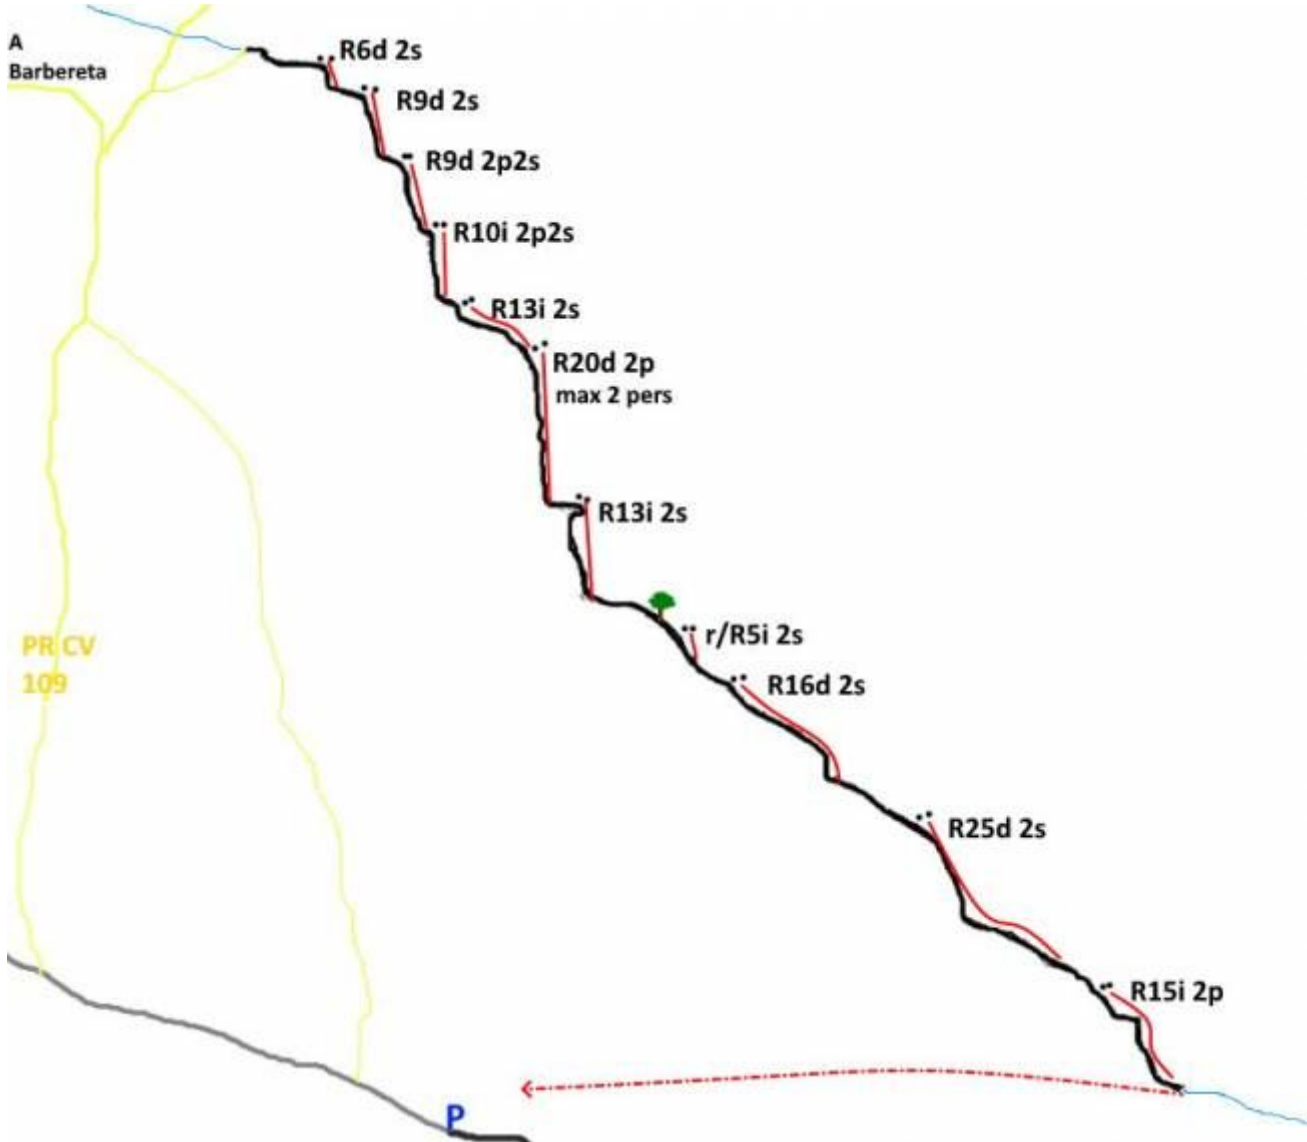 A
Barbereta
R6d 2s
R9d 2s
R9d 2p2s
R10i 2p2s
R13i 2s
R20d 2p
max 2 pers
R13i 2s
r/R5i 2s
PR CV
109
R16d 2s
R25d 2s
R15i 2p
P